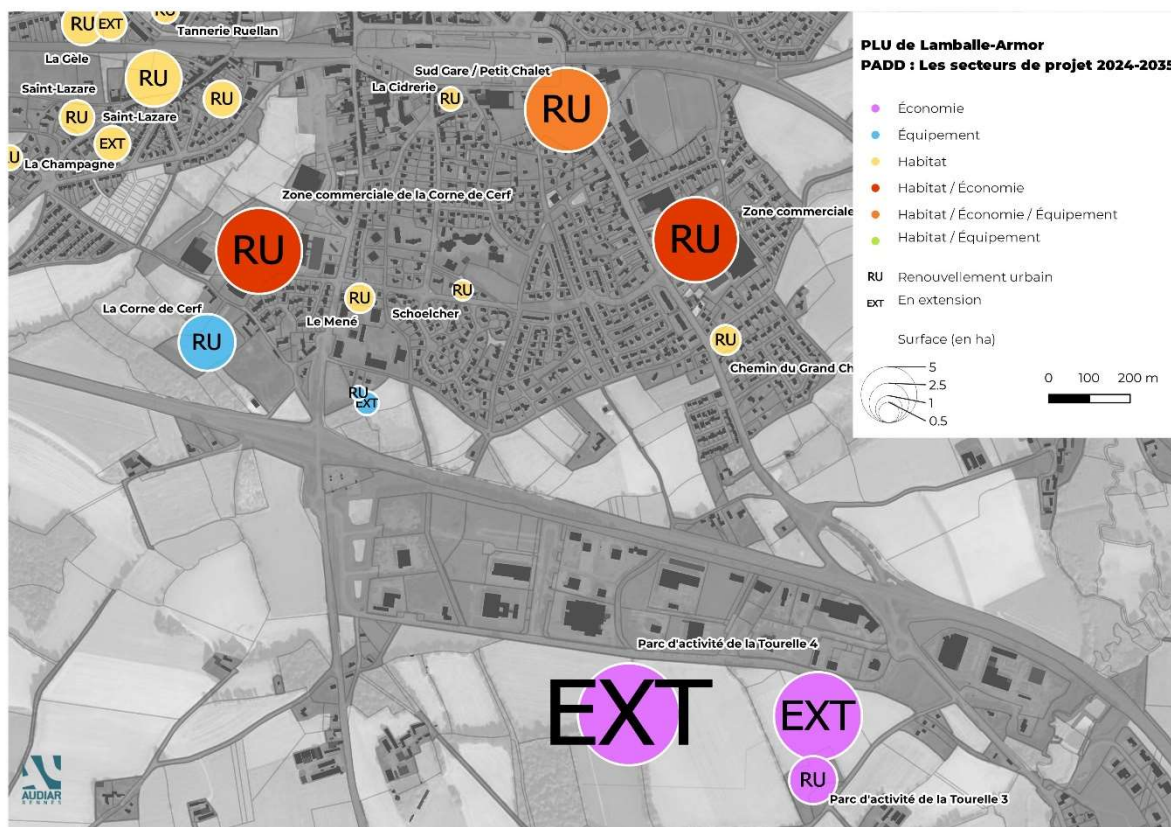 RU
EXT
RU
Tannerie Ruellan
La Gèle
Saint-Lazare
RU
RU
RU
Saint-Lazare
EXT
RU
La Champagne
Sud Gare / Petit Chalet
La Cidrerie
RU
RU
Zone commerciale de la Corne de Cerf
RU
RU
Zone commerciale
La Corne de Cerf
RU
RU
Le Mené
RU
Schoelcher
RU
Chemin du Grand Ch
RU
EXT
Parc d'activité de la Tourelle 4
EXT
EXT
RU
Parc d'activité de la Tourelle 3
PLU de Lamballe-Armor
PADD : Les secteurs de projet 2024-2035
Économie
Équipement
Habitat
Habitat / Économie
Habitat / Économie / Équipement
Habitat / Équipement
RU Renouvellement urbain
EXT En extension
Surface (en ha)
5
2.5
1
0.5
0 100 200 m
AUDIAR
RENNES